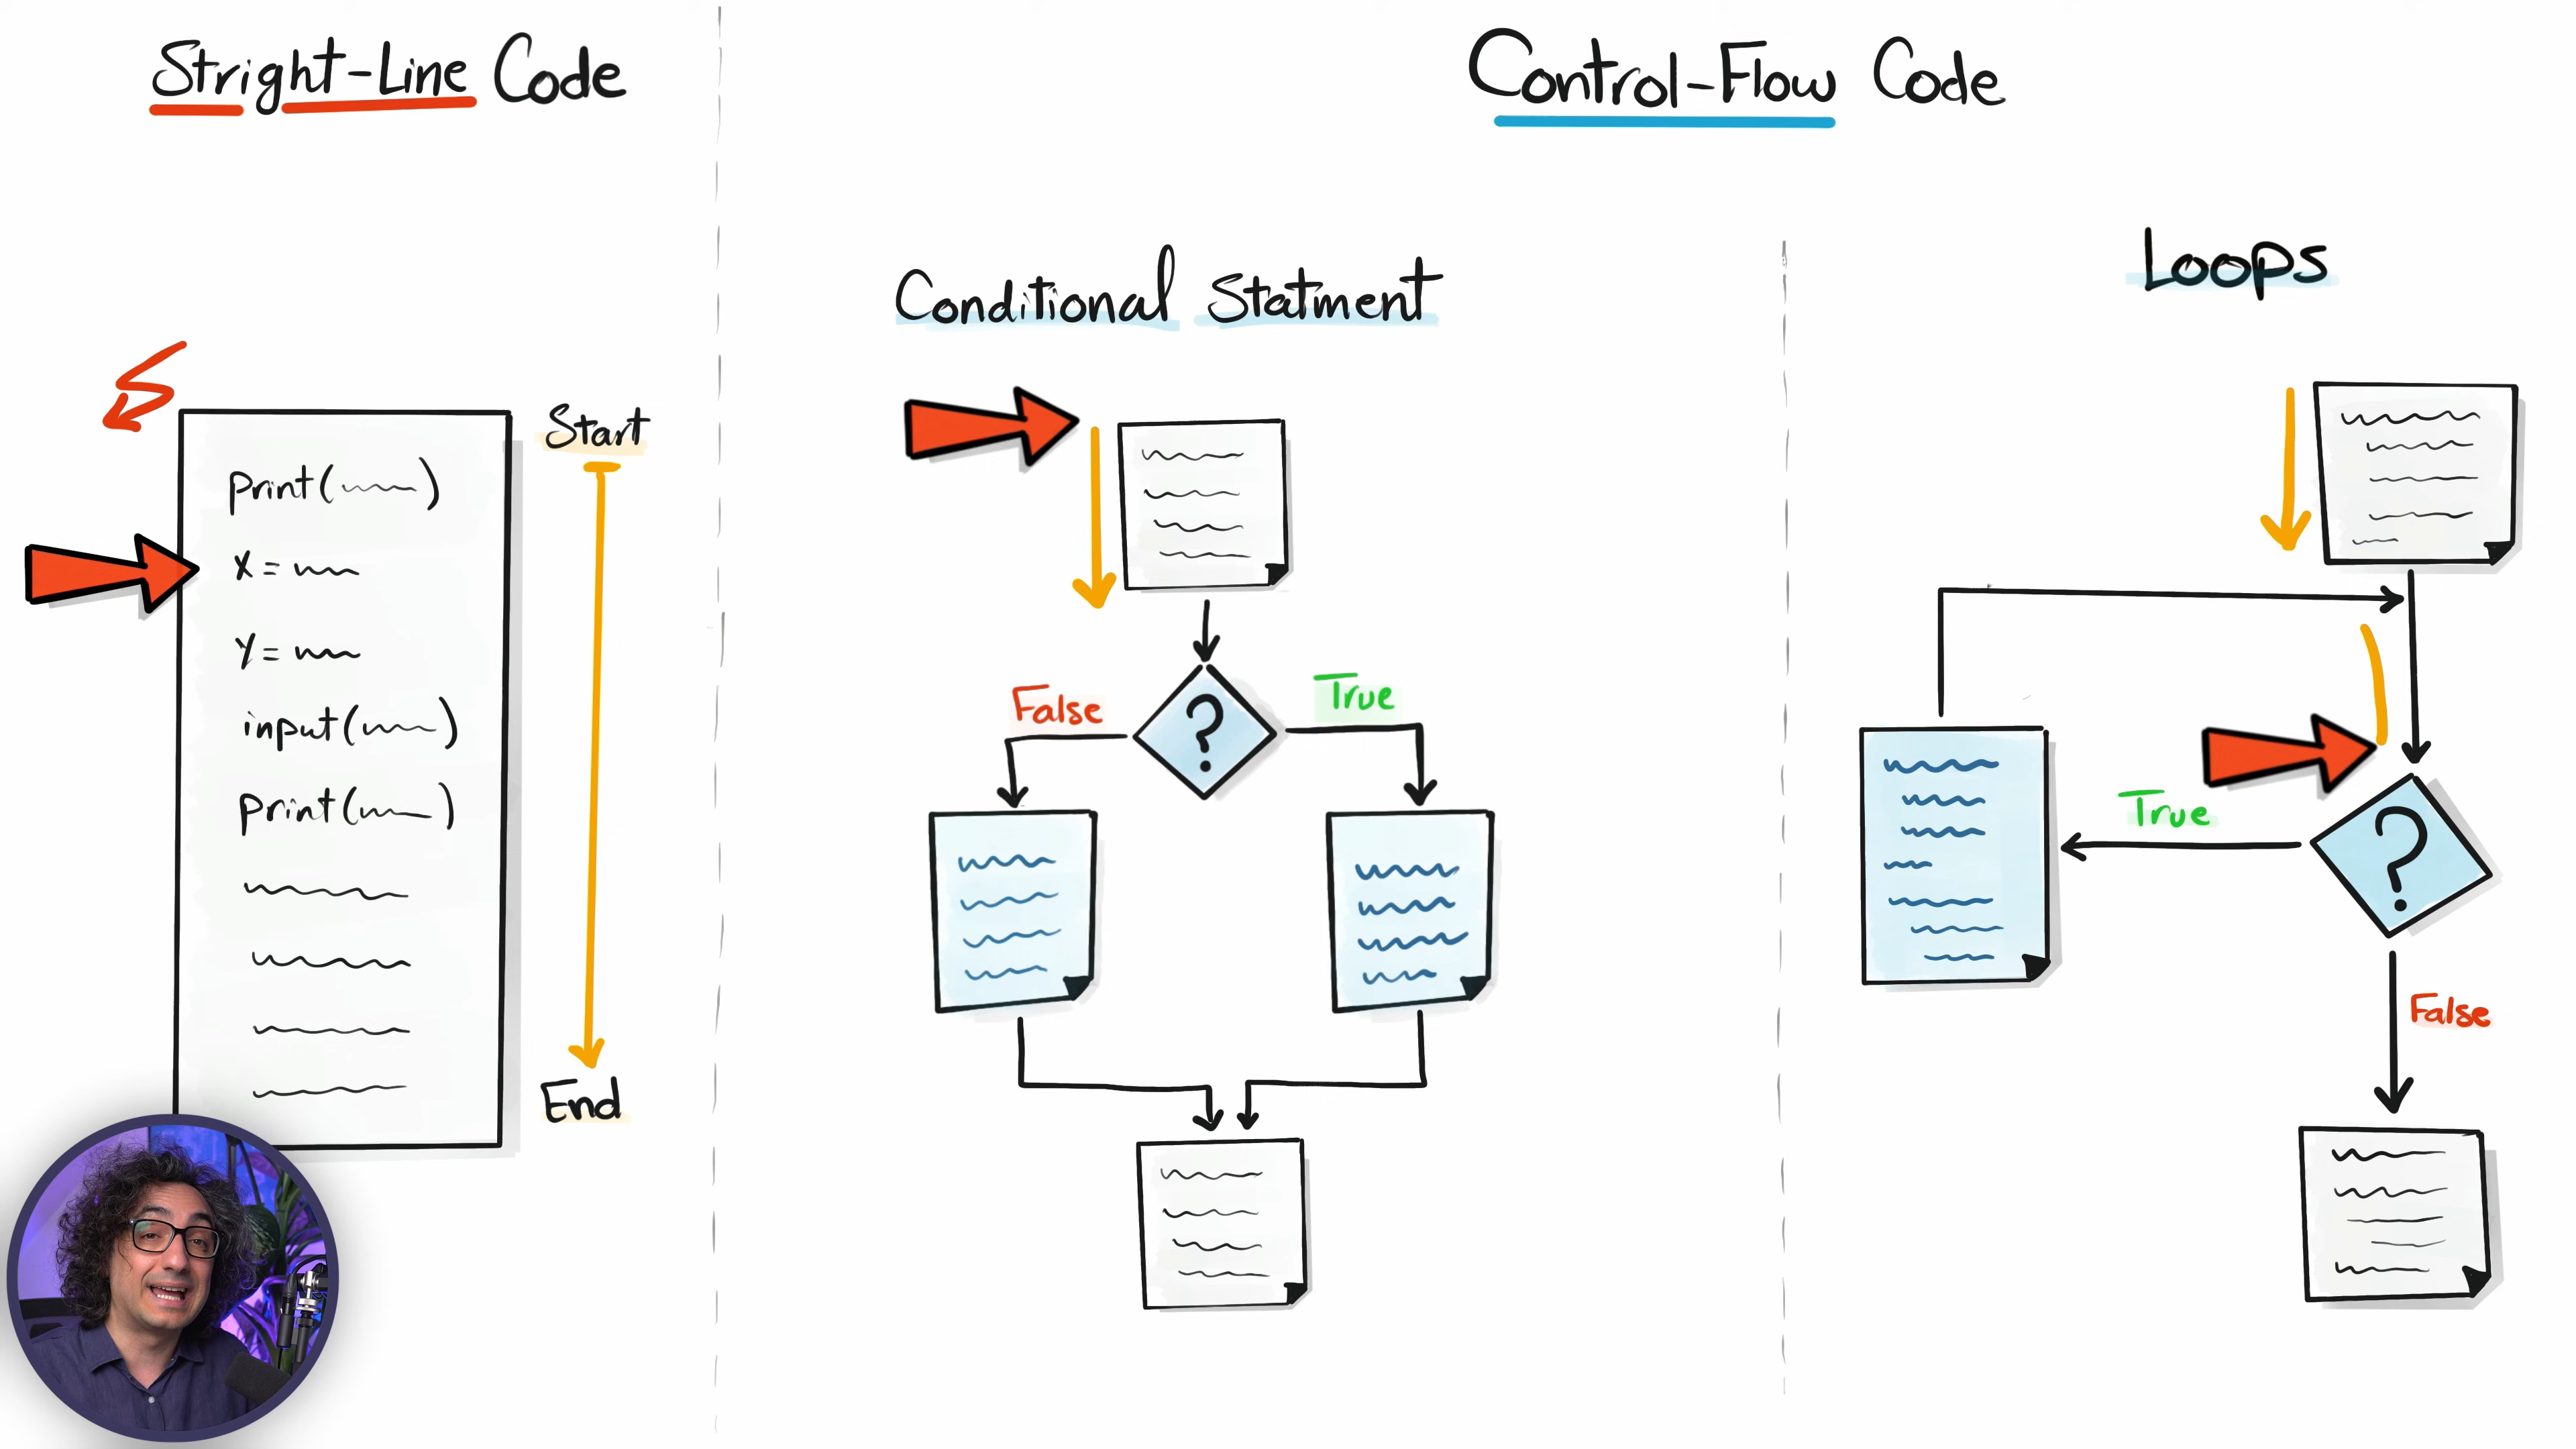 Stright-Line Code
print(
x =
y =
input(
)
print(
)
Start
End
Control-Flow Code
Conditional Statment
False
?
True
Loops
True
?
False